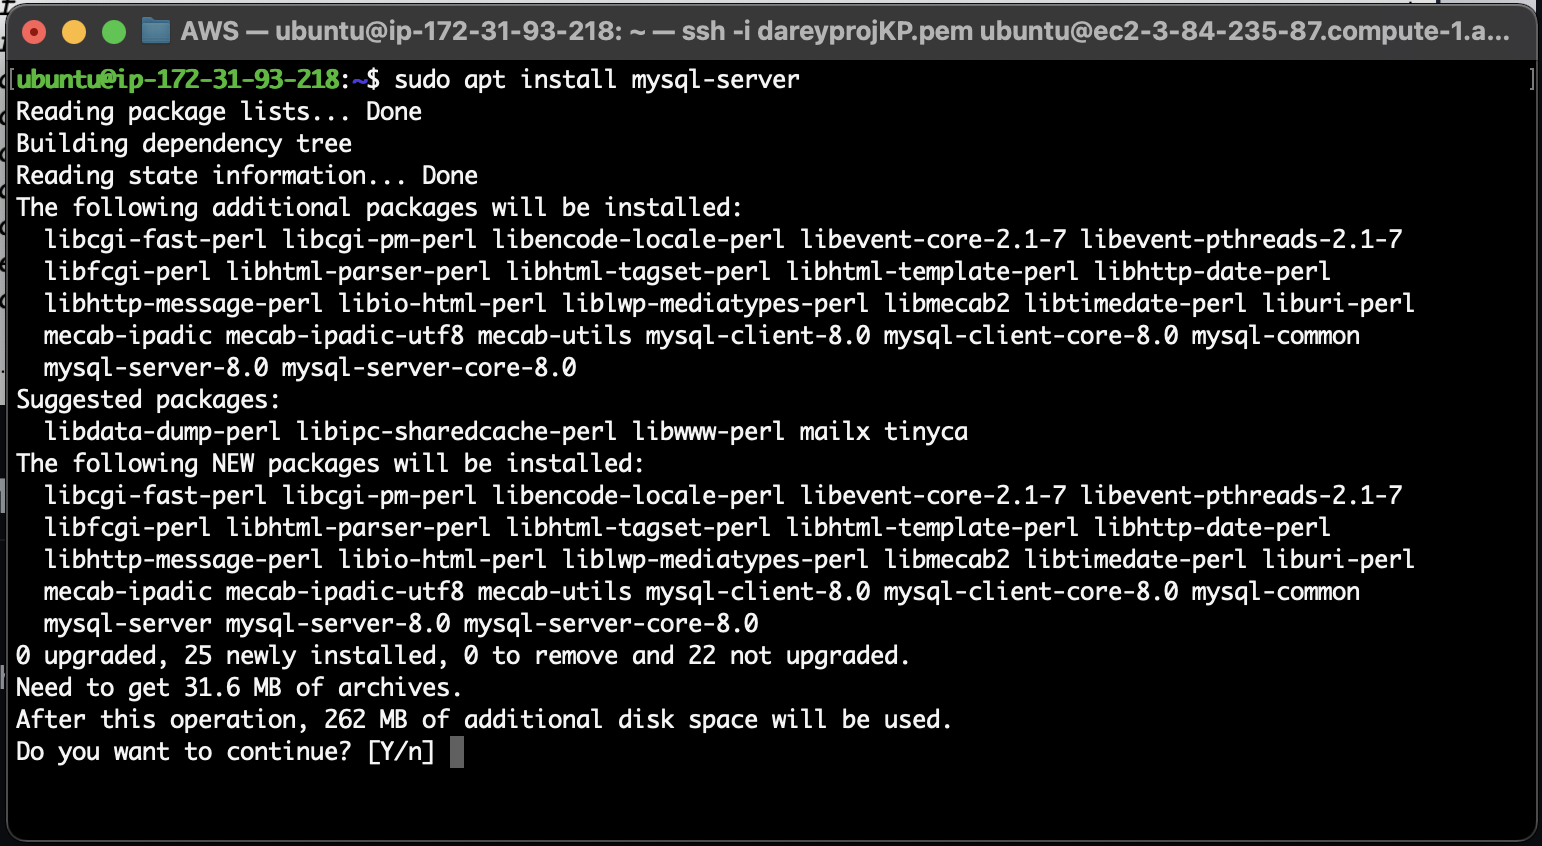 AWS — ubuntu@ip-172-31-93-218: ~ — ssh -i dareyprojKP.pem ubuntu@ec2-3-84-235-87.compute-1.a...
[ubuntu@ip-172-31-93-218:~$ sudo apt install mysql-server ]
Reading package lists... Done
Building dependency tree
Reading state information... Done
The following additional packages will be installed:
  libcgi-fast-perl libcgi-pm-perl libencode-locale-perl libevent-core-2.1-7 libevent-pthreads-2.1-7
  libfcgi-perl libhtml-parser-perl libhtml-tagset-perl libhtml-template-perl libhttp-date-perl
  libhttp-message-perl libio-html-perl liblwp-mediatypes-perl libmecab2 libtimedate-perl liburi-perl
  mecab-ipadic mecab-ipadic-utf8 mecab-utils mysql-client-8.0 mysql-client-core-8.0 mysql-common
  mysql-server-8.0 mysql-server-core-8.0
Suggested packages:
  libdata-dump-perl libipc-sharedcache-perl libwww-perl mailx tinyca
The following NEW packages will be installed:
  libcgi-fast-perl libcgi-pm-perl libencode-locale-perl libevent-core-2.1-7 libevent-pthreads-2.1-7
  libfcgi-perl libhtml-parser-perl libhtml-tagset-perl libhtml-template-perl libhttp-date-perl
  libhttp-message-perl libio-html-perl liblwp-mediatypes-perl libmecab2 libtimedate-perl liburi-perl
  mecab-ipadic mecab-ipadic-utf8 mecab-utils mysql-client-8.0 mysql-client-core-8.0 mysql-common
  mysql-server mysql-server-8.0 mysql-server-core-8.0
0 upgraded, 25 newly installed, 0 to remove and 22 not upgraded.
Need to get 31.6 MB of archives.
After this operation, 262 MB of additional disk space will be used.
Do you want to continue? [Y/n]